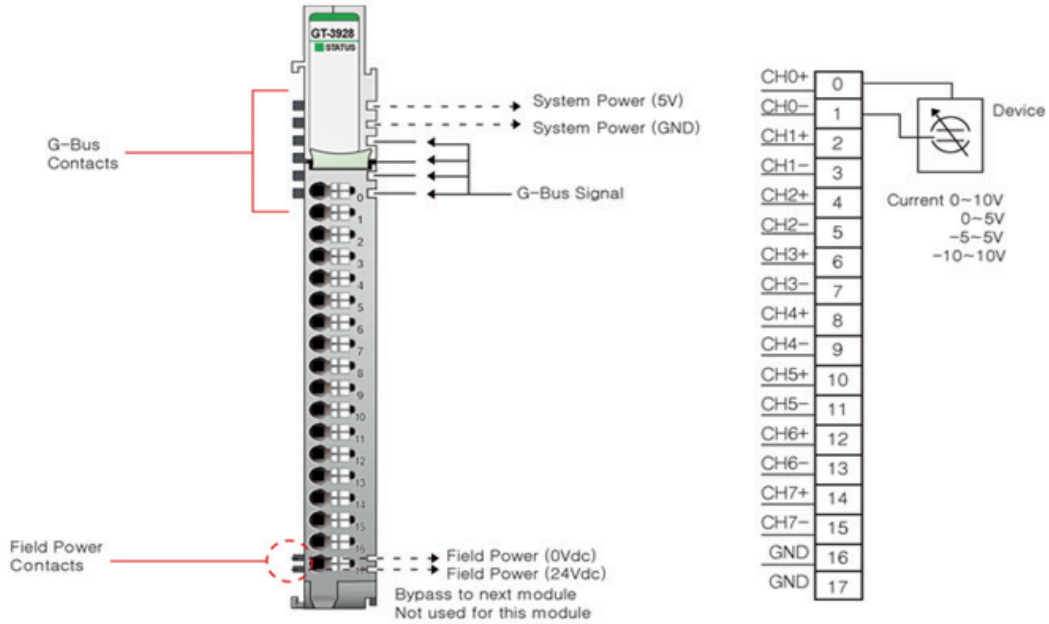 GT-3928
STATUS
System Power (5V)
System Power (GND)
G-Bus
Contacts
G-Bus Signal
0
1
2
3
4
5
6
7
8
9
10
11
12
13
14
15
16
Field Power
Contacts
Field Power (0Vdc)
Field Power (24Vdc)
Bypass to next module
Not used for this module
CH0+ 0
CH0- 1
CH1+ 2
CH1- 3
CH2+ 4
CH2- 5
CH3+ 6
CH3- 7
CH4+ 8
CH4- 9
CH5+ 10
CH5- 11
CH6+ 12
CH6- 13
CH7+ 14
CH7- 15
GND 16
GND 17
Device
Current 0~10V
0~5V
-5~5V
-10~10V